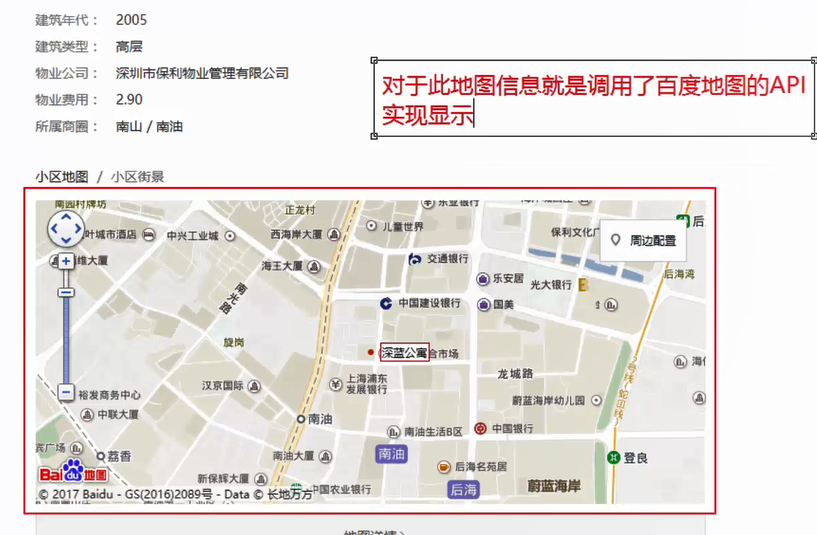 建筑年代： 2005
建筑类型： 高层
物业公司： 深圳市保利物业管理有限公司
物业费用： 2.90
所属商圈： 南山 / 南油
对于此地图信息就是调用了百度地图的API
实现显示
小区地图 / 小区街景
南园村牌坊
正龙村
东亚银行
儿童世界
叶城市酒店
中兴工业城
西海岸大厦
保利文化广
周边配置
后
维大厦
海王大厦
交通银行
后海湾
乐安居
光大银行
南光路
中国建设银行
国美
旋岗
深蓝公寓
合市场
龙城路
海
2号线(蛇口线)
汉京国际
上海浦东
发展银行
裕发商务中心
蔚蓝海岸幼儿园
中联大厦
南油
南油生活B区
中国银行
宾广场
荔香
南油大厦
南油
后海名苑居
登良
新保辉大厦
中国农业银行
后海
蔚蓝海岸
Bai du 地图
© 2017 Baidu - GS(2016)2089号 - Data © 长地万方
地图详情